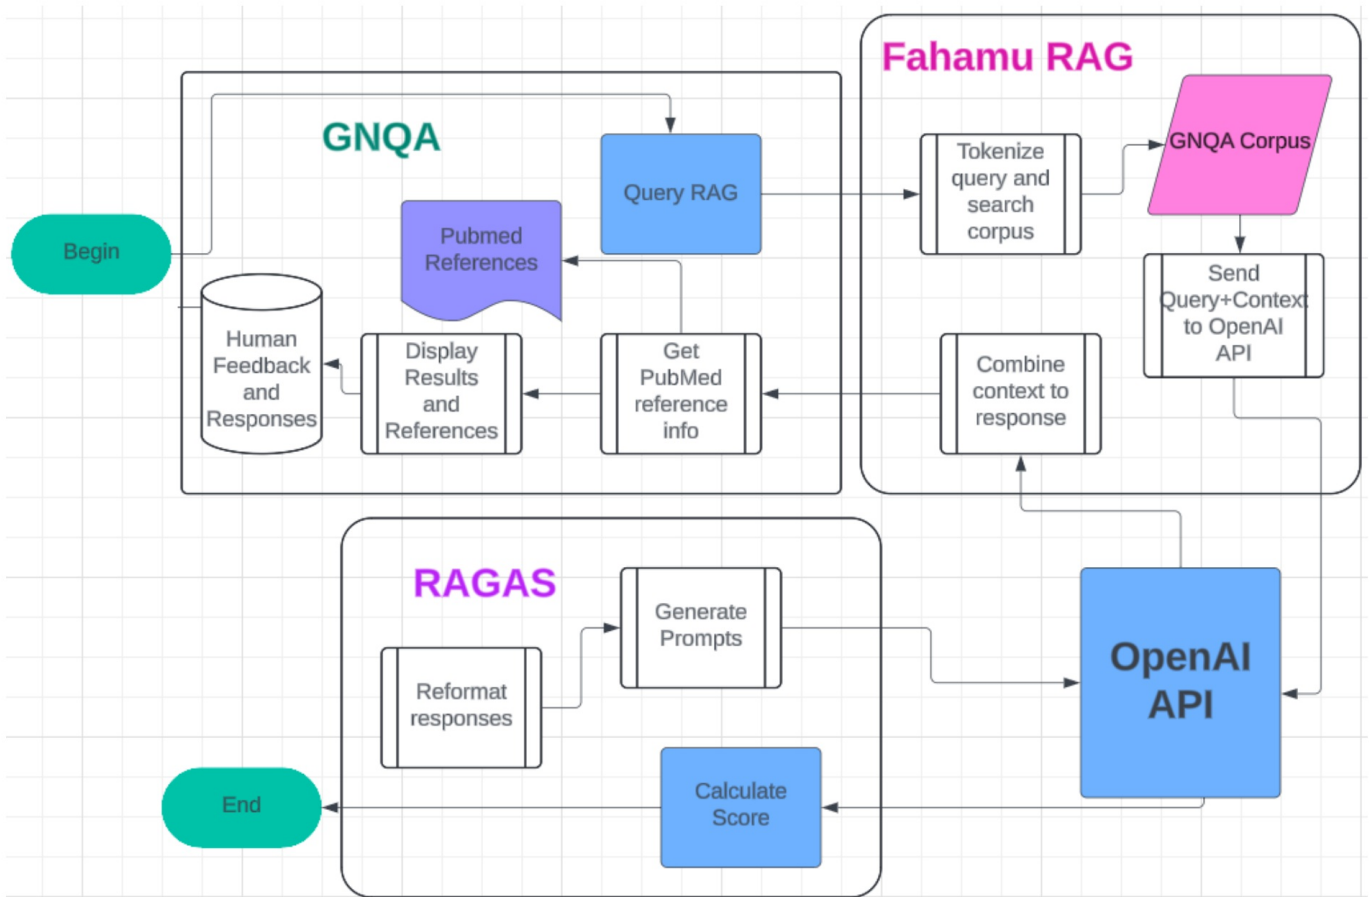 Fahamu RAG
GNQA
GNQA Corpus
Tokenize
query and
search
corpus
Query RAG
Begin
Pubmed
References
Send
Query+Context
to OpenAI
API
Human
Feedback
and
Responses
Display
Results
and
References
Get
PubMed
reference
info
Combine
context to
response
RAGAS
Generate
Prompts
Reformat
responses
OpenAI
API
Calculate
Score
End